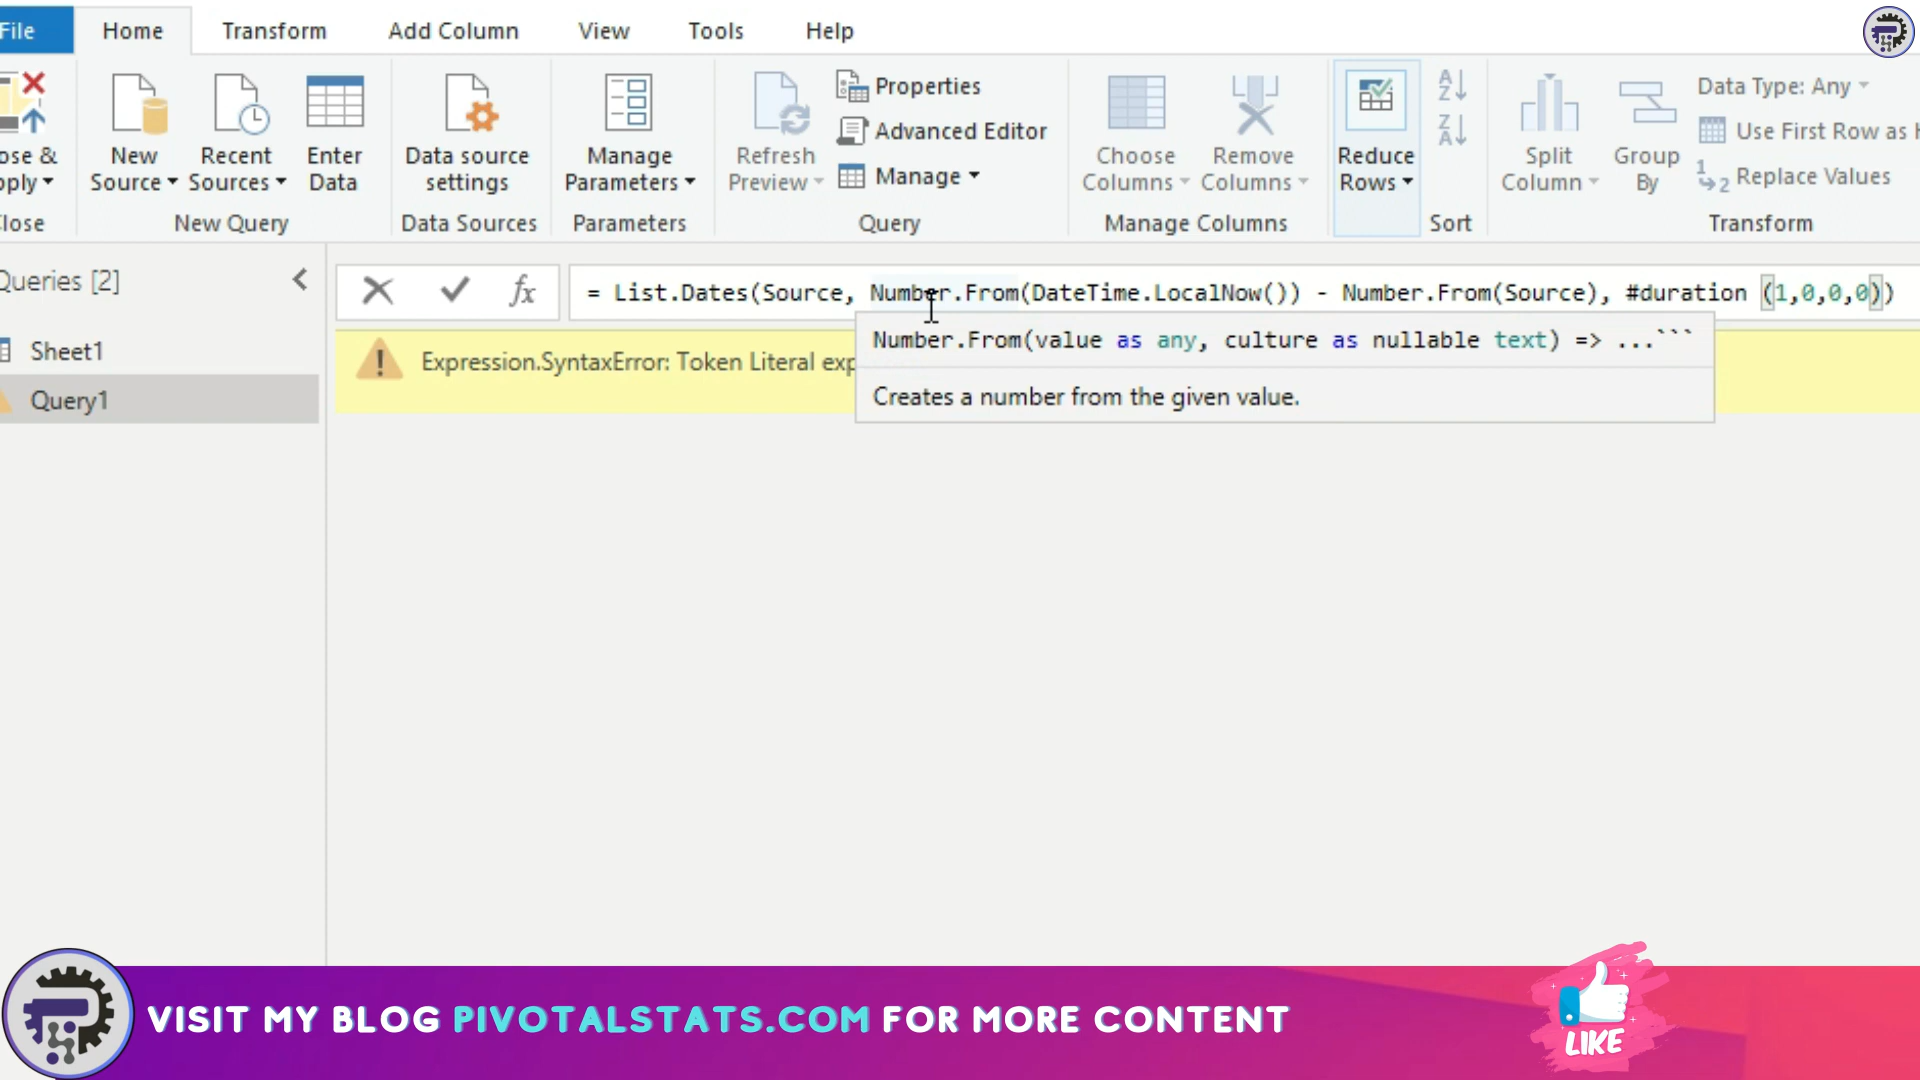 File
Home
Transform
Add Column
View
Tools
Help
ose &
pply
Close
New
Source
Recent
Sources
Enter
Data
New Query
Data source
settings
Data Sources
Manage
Parameters
Parameters
Refresh
Preview
Properties
Advanced Editor
Manage
Query
Choose
Columns
Remove
Columns
Manage Columns
Reduce
Rows
A
Z
Z
A
Sort
Split
Column
Group
By
Data Type: Any
Use First Row as H
1
2
Replace Values
Transform
Queries [2]
fx
= List.Dates(Source, Number.From(DateTime.LocalNow()) - Number.From(Source), #duration (1,0,0,0))
Number.From(value as any, culture as nullable text) => ...```
Creates a number from the given value.
Expression.SyntaxError: Token Literal exp
Sheet1
Query1
VISIT MY BLOG PIVOTALSTATS.COM FOR MORE CONTENT
LIKE